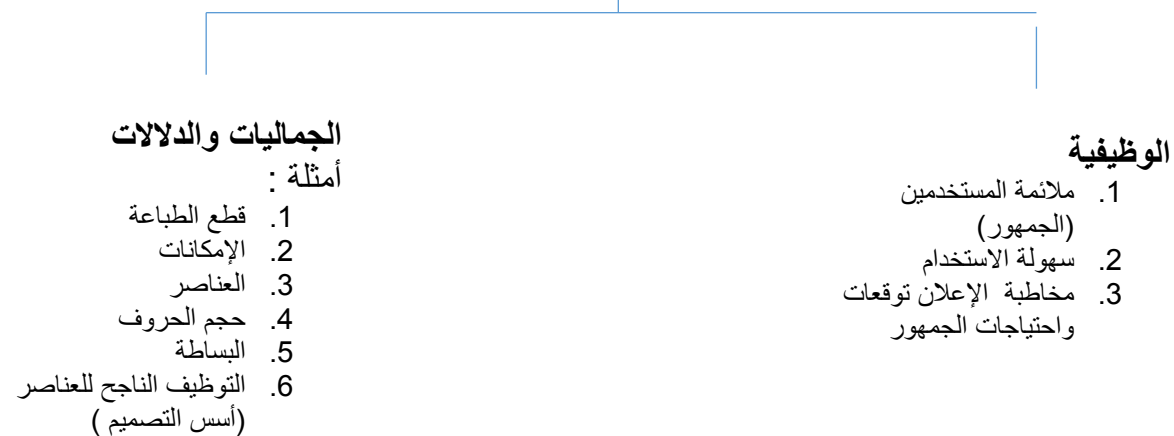 الوظيفية
1. ملائمة المستخدمين
(الجمهور)
2. سهولة الاستخدام
3. مخاطبة الإعلان توقعات
واحتياجات الجمهور
الجماليات والدلالات
أمثلة :
1. قطع الطباعة
2. الإمكانات
3. العناصر
4. حجم الحروف
5. البساطة
6. التوظيف الناجح للعناصر
(أسس التصميم )